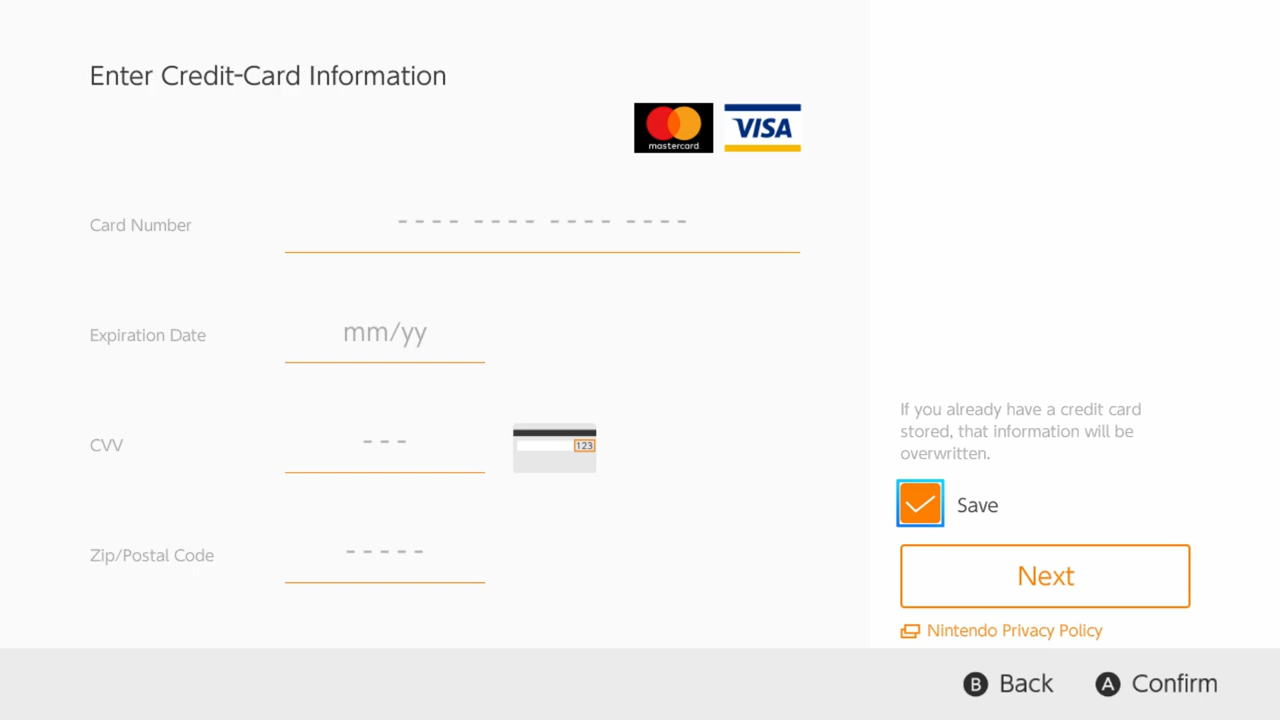 Enter Credit-Card Information
mastercard
VISA
Card Number
---- ---- ---- ----
Expiration Date
mm/yy
CVV
---
123
Zip/Postal Code
-----
If you already have a credit card
stored, that information will be
overwritten.
Save
Next
Nintendo Privacy Policy
B Back
A Confirm